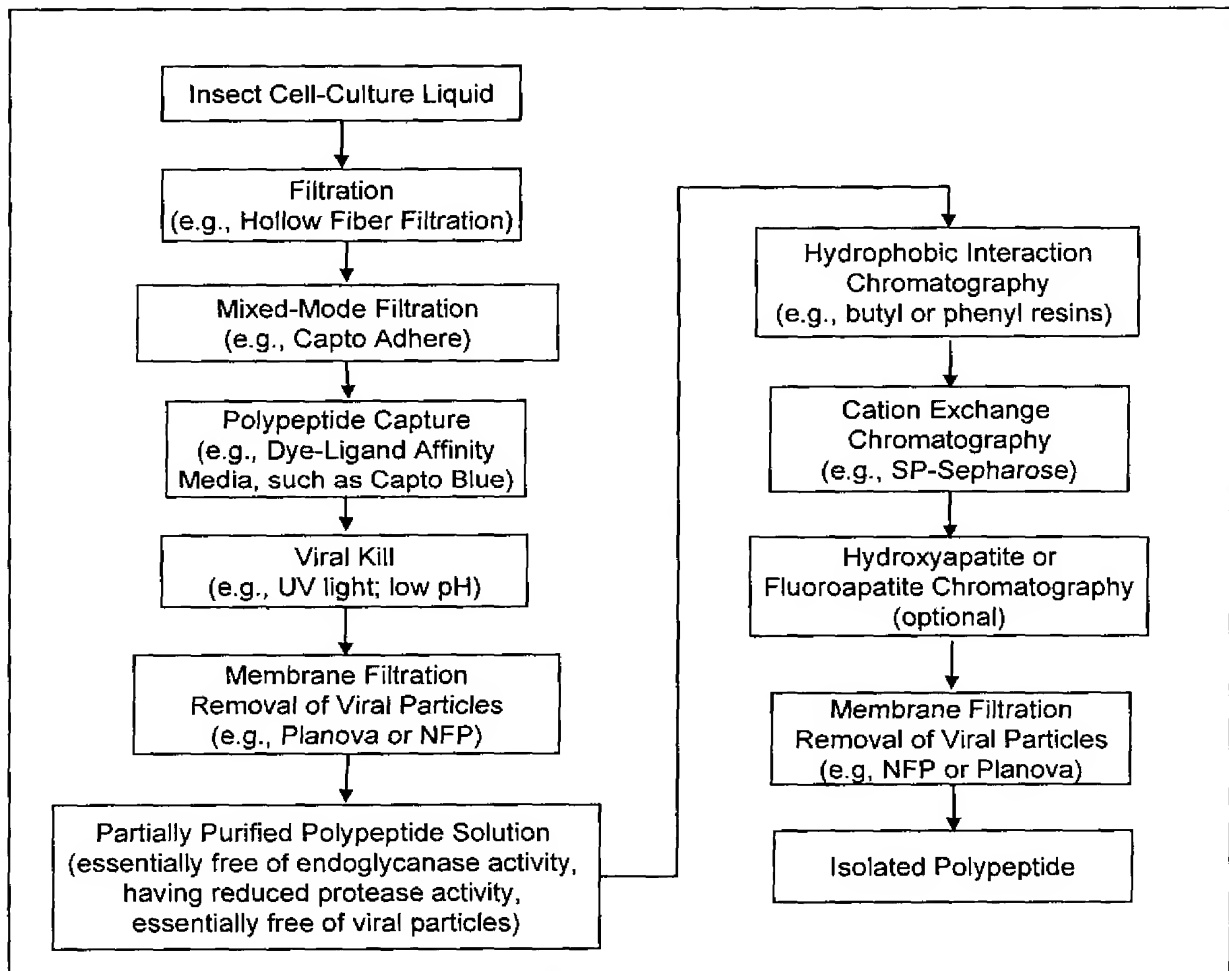 Insect Cell-Culture Liquid
Filtration
(e.g., Hollow Fiber Filtration)
Mixed-Mode Filtration
(e.g., Capto Adhere)
Polypeptide Capture
(e.g., Dye-Ligand Affinity
Media, such as Capto Blue)
Viral Kill
(e.g., UV light; low pH)
Membrane Filtration
Removal of Viral Particles
(e.g., Planova or NFP)
Partially Purified Polypeptide Solution
(essentially free of endoglycanase activity,
having reduced protease activity,
essentially free of viral particles)
Hydrophobic Interaction
Chromatography
(e.g., butyl or phenyl resins)
Cation Exchange
Chromatography
(e.g., SP-Sepharose)
Hydroxyapatite or
Fluoroapatite Chromatography
(optional)
Membrane Filtration
Removal of Viral Particles
(e.g, NFP or Planova)
Isolated Polypeptide